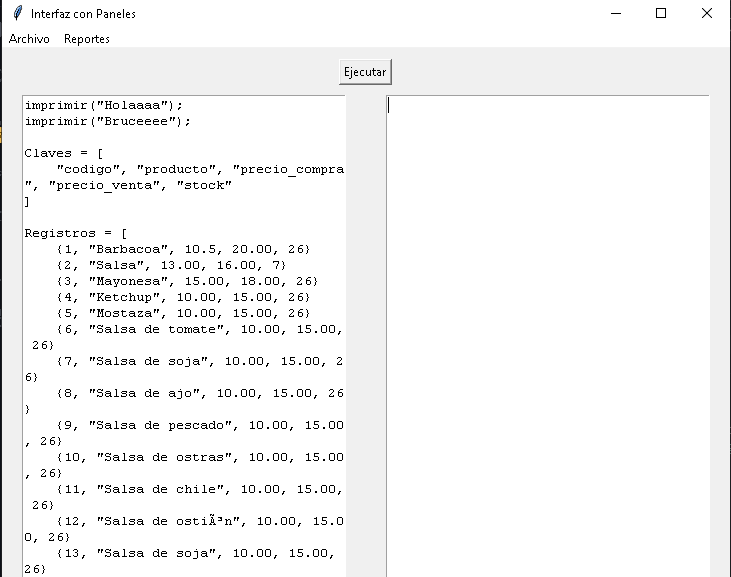 Interfaz con Paneles
Archivo Reportes
Ejecutar
imprimir("Holaaaa");
imprimir("Bruceeee");
Claves = [
"codigo", "producto", "precio_compra
", "precio_venta", "stock"
]
Registros = [
{1, "Barbacoa", 10.5, 20.00, 26}
{2, "Salsa", 13.00, 16.00, 7}
{3, "Mayonesa", 15.00, 18.00, 26}
{4, "Ketchup", 10.00, 15.00, 26}
{5, "Mostaza", 10.00, 15.00, 26}
{6, "Salsa de tomate", 10.00, 15.00,
26}
{7, "Salsa de soja", 10.00, 15.00, 2
6}
{8, "Salsa de ajo", 10.00, 15.00, 26
}
{9, "Salsa de pescado", 10.00, 15.00
, 26}
{10, "Salsa de ostras", 10.00, 15.00
, 26}
{11, "Salsa de chile", 10.00, 15.00,
26}
{12, "Salsa de ostiÃ³n", 10.00, 15.0
0, 26}
{13, "Salsa de soja", 10.00, 15.00,
26}